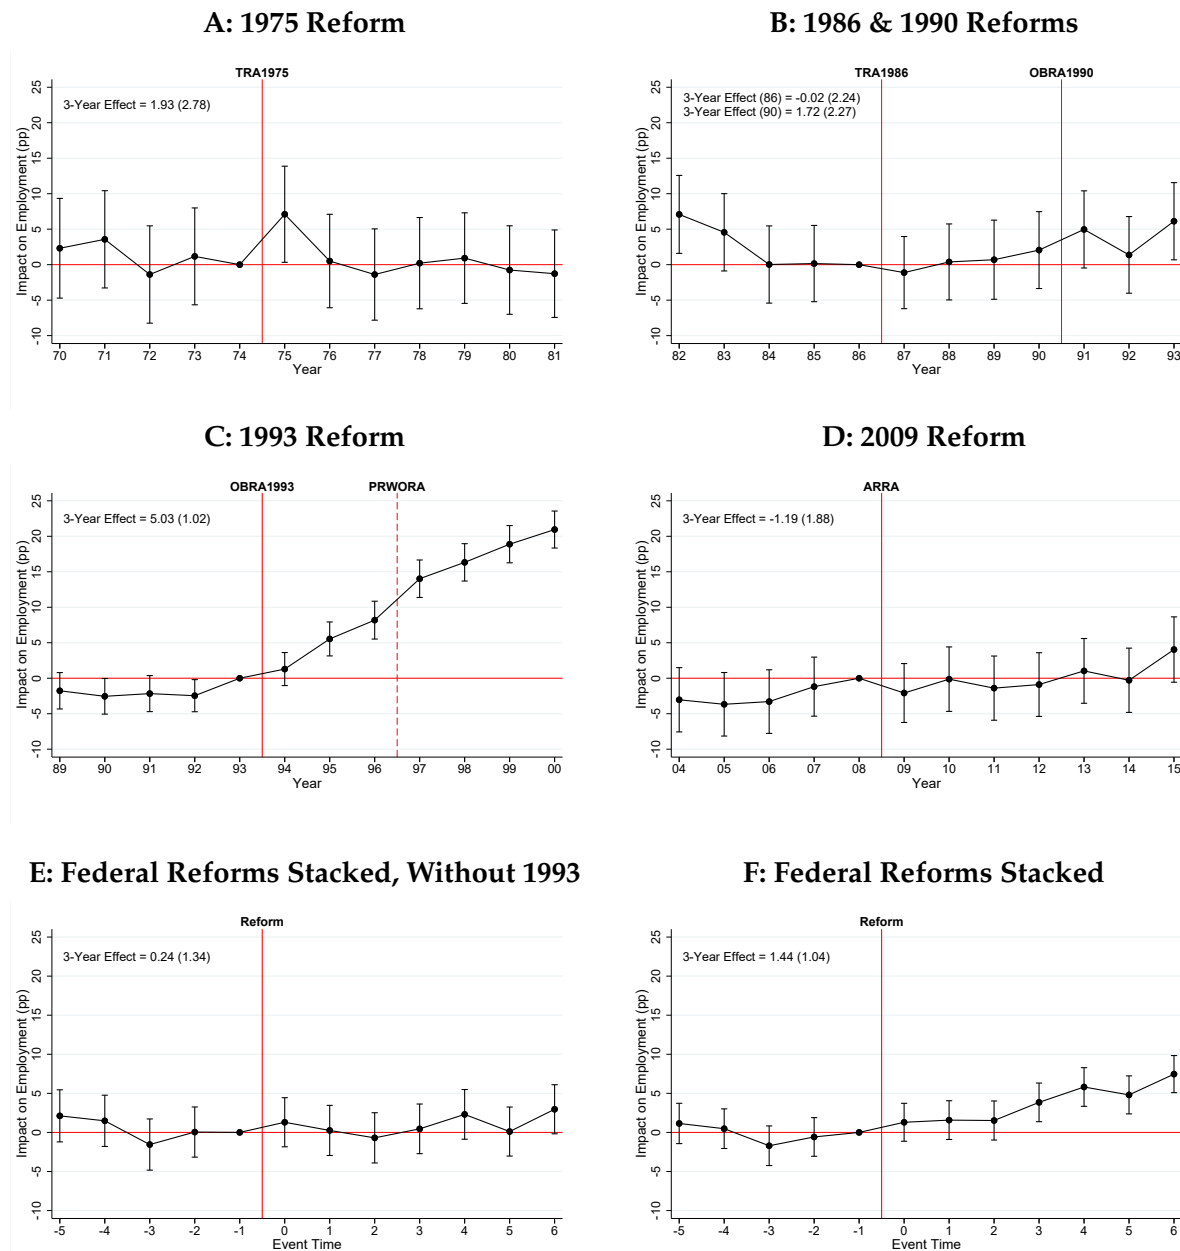 A: 1975 Reform
TRA1975
3-Year Effect = 1.93 (2.78)
Impact on Employment (pp)
25
20
15
10
5
0
-5
-10
70 71 72 73 74 75 76 77 78 79 80 81
Year
B: 1986 & 1990 Reforms
TRA1986 OBRA1990
3-Year Effect (86) = -0.02 (2.24)
3-Year Effect (90) = 1.72 (2.27)
Impact on Employment (pp)
25
20
15
10
5
0
-5
-10
82 83 84 85 86 87 88 89 90 91 92 93
Year
C: 1993 Reform
OBRA1993 PRWORA
3-Year Effect = 5.03 (1.02)
Impact on Employment (pp)
25
20
15
10
5
0
-5
-10
89 90 91 92 93 94 95 96 97 98 99 00
Year
D: 2009 Reform
ARRA
3-Year Effect = -1.19 (1.88)
Impact on Employment (pp)
25
20
15
10
5
0
-5
-10
04 05 06 07 08 09 10 11 12 13 14 15
Year
E: Federal Reforms Stacked, Without 1993
Reform
3-Year Effect = 0.24 (1.34)
Impact on Employment (pp)
25
20
15
10
5
0
-5
-10
-5 -4 -3 -2 -1 0 1 2 3 4 5 6
Event Time
F: Federal Reforms Stacked
Reform
3-Year Effect = 1.44 (1.04)
Impact on Employment (pp)
25
20
15
10
5
0
-5
-10
-5 -4 -3 -2 -1 0 1 2 3 4 5 6
Event Time